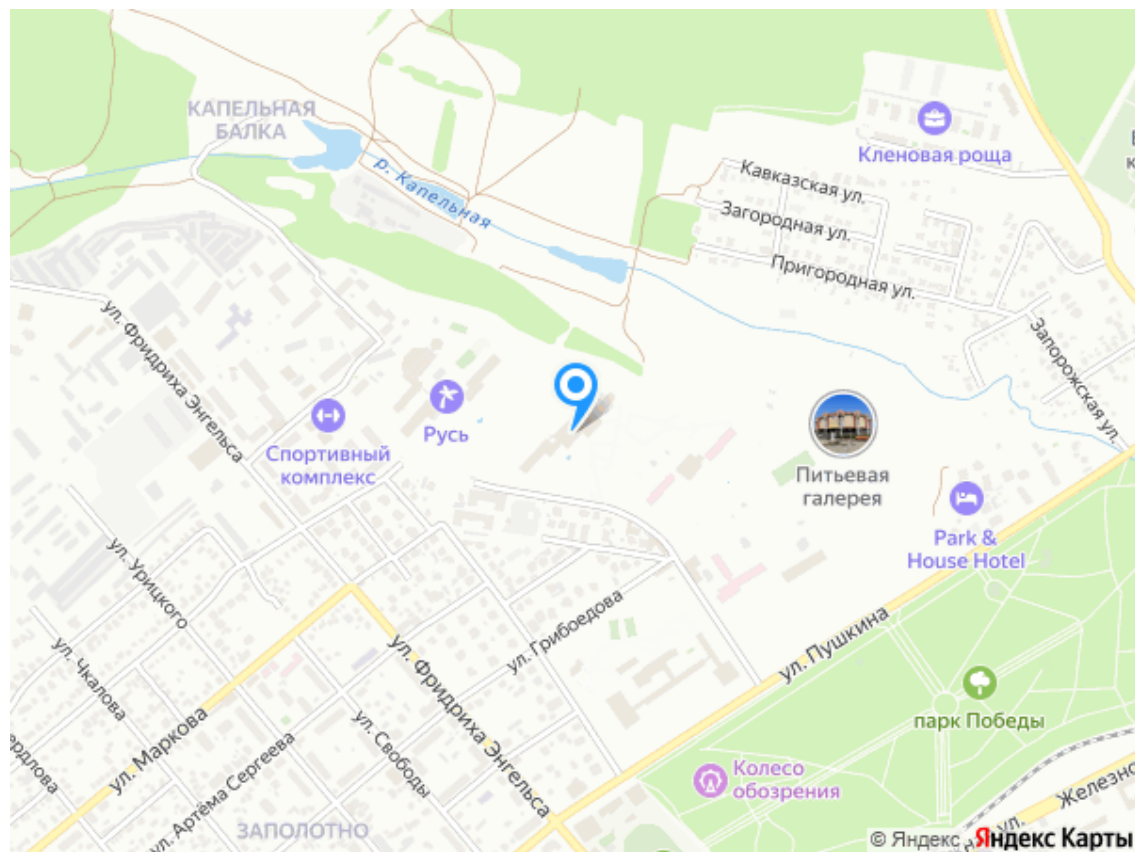 КАПЕЛЬНАЯ
БАЛКА
р. Капельная
Кленовая роща
Кавказская ул.
Загородная ул.
Пригородная ул.
Запорожская ул.
ул. Фридриха Энгельса
Русь
Спортивный
комплекс
Питьевая
галерея
Park &
House Hotel
ул. Урицкого
ул. Чкалова
ул. Грибоедова
ул. Пушкина
ул. Фридриха Энгельса
парк Победы
ул. Маркова
ул. Свободы
ул. Артёма Сергеева
Колесо
обозрения
ЗАПОЛОТНО
© Яндекс Яндекс Карты